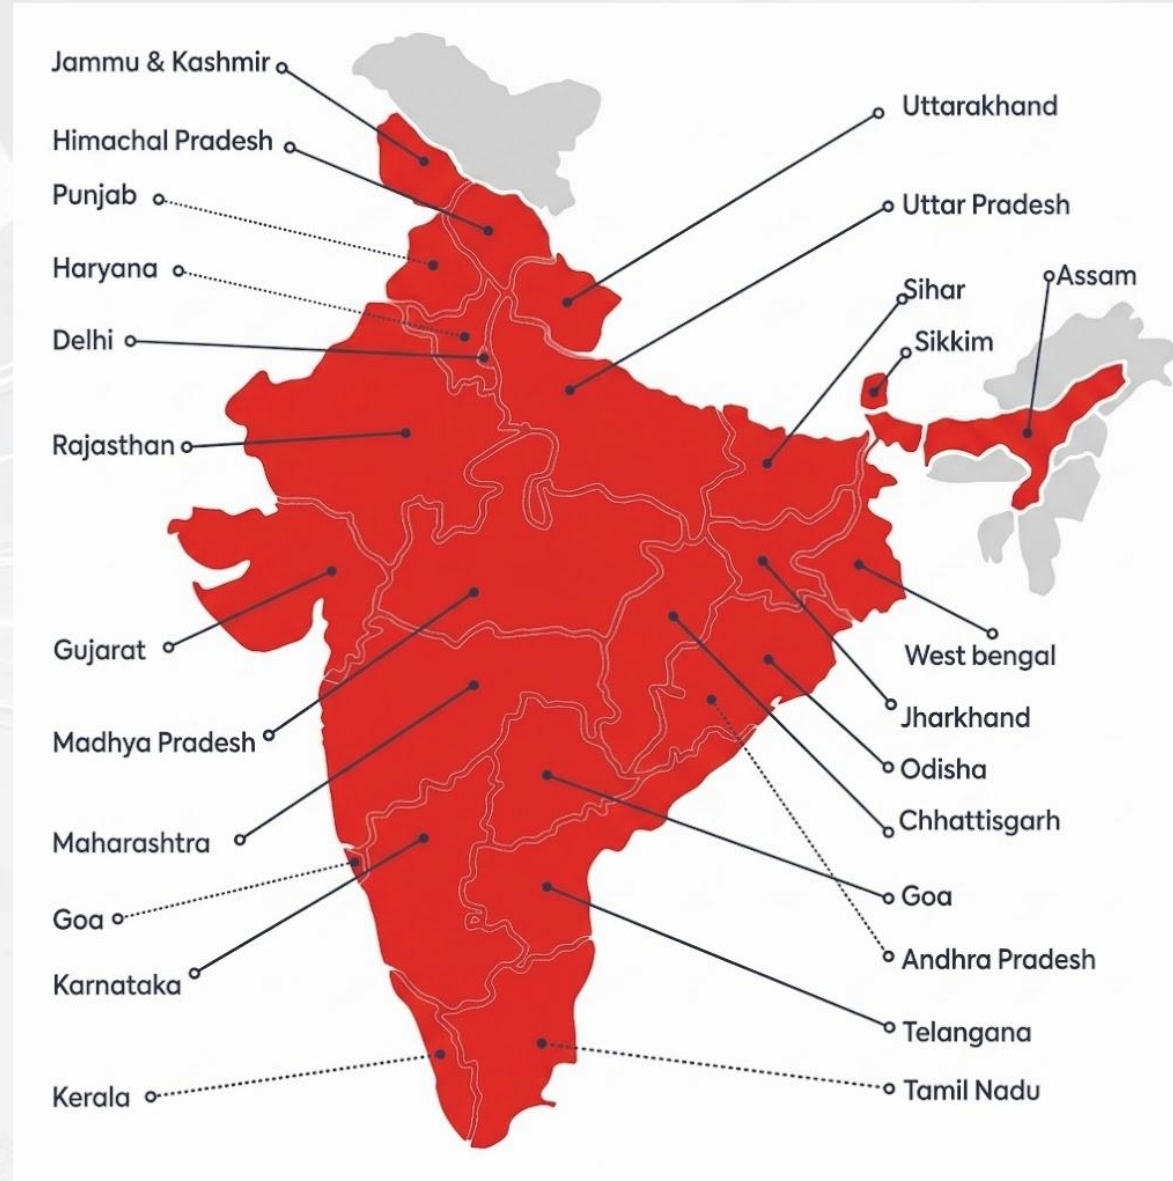 Jammu & Kashmir
Himachal Pradesh
Punjab
Haryana
Delhi
Rajasthan
Gujarat
Madhya Pradesh
Maharashtra
Goa
Karnataka
Kerala
Uttarakhand
Uttar Pradesh
Assam
Sihar
Sikkim
West bengal
Jharkhand
Odisha
Chhattisgarh
Goa
Andhra Pradesh
Telangana
Tamil Nadu